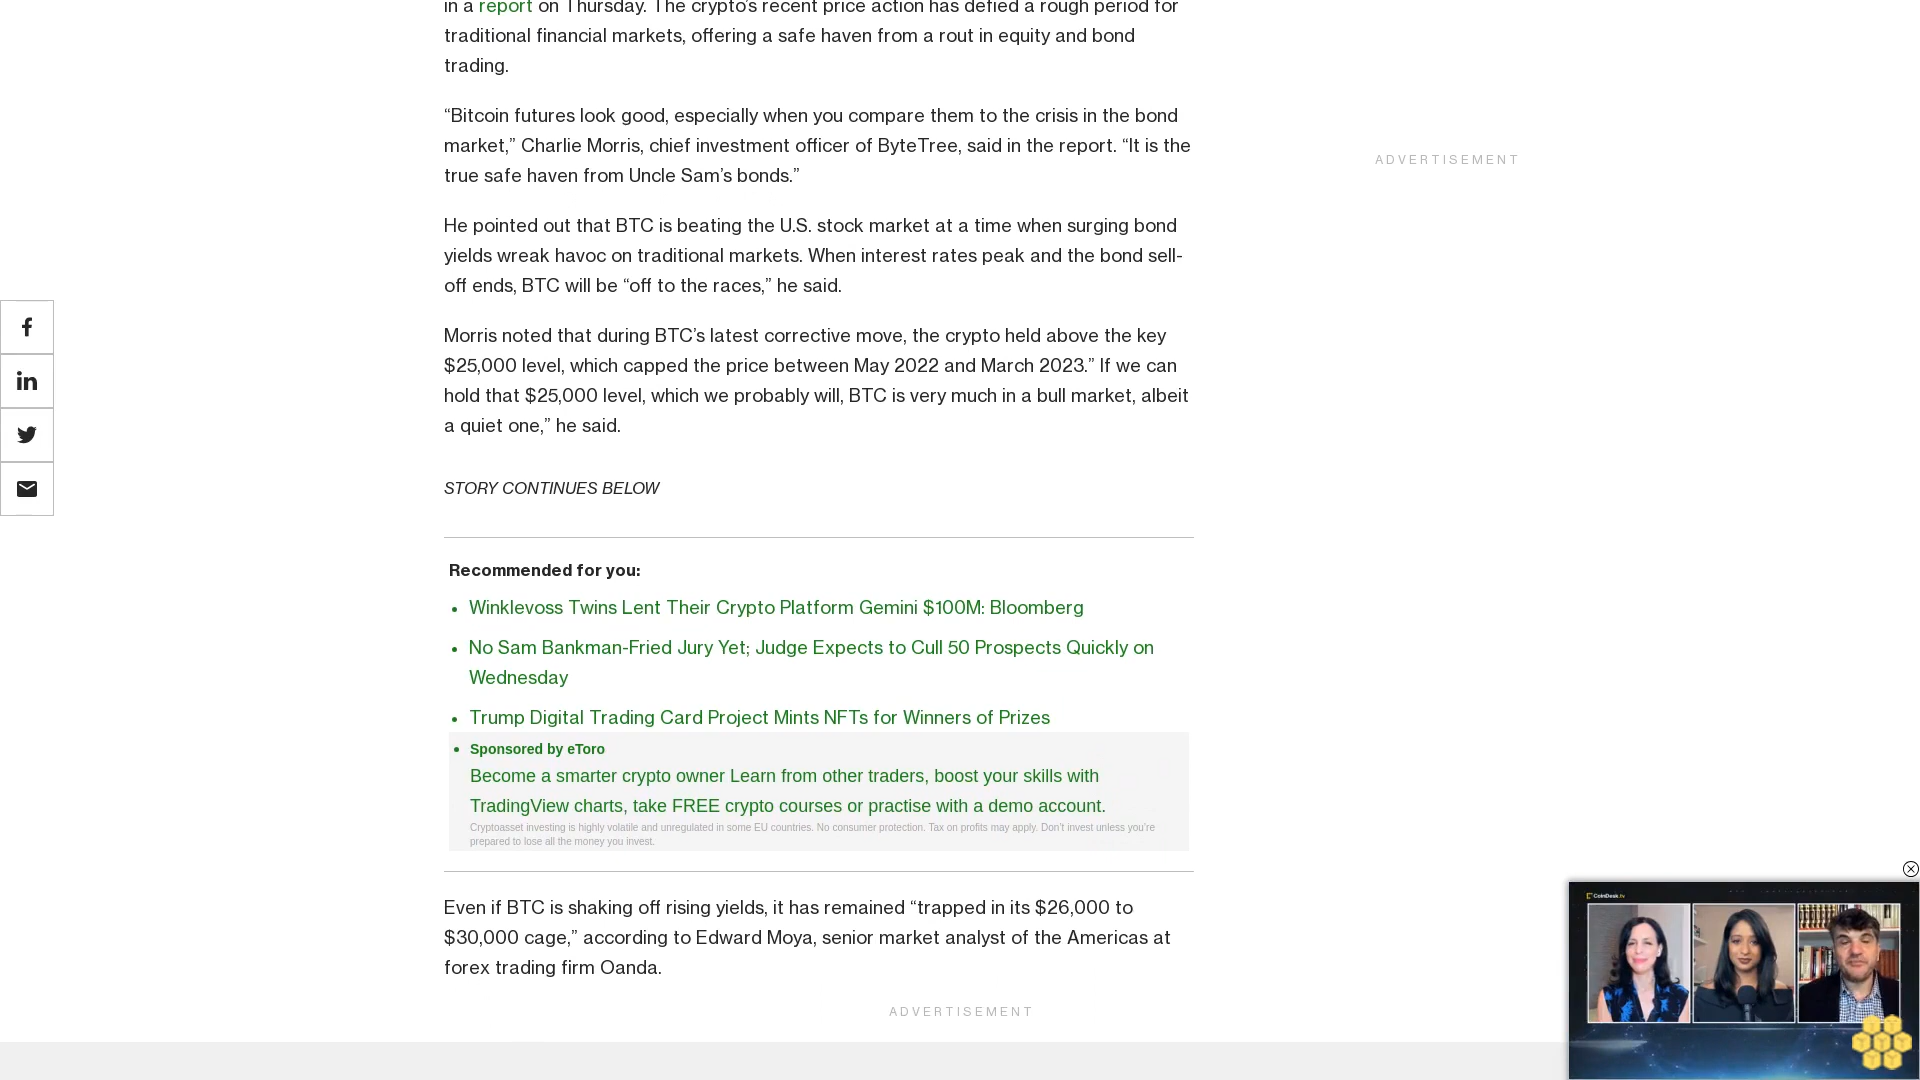 in a report on Thursday. The crypto’s recent price action has defied a rough period for
traditional financial markets, offering a safe haven from a rout in equity and bond
trading.
“Bitcoin futures look good, especially when you compare them to the crisis in the bond
market,” Charlie Morris, chief investment officer of ByteTree, said in the report. “It is the
true safe haven from Uncle Sam’s bonds.”
ADVERTISEMENT
He pointed out that BTC is beating the U.S. stock market at a time when surging bond
yields wreak havoc on traditional markets. When interest rates peak and the bond sell-
off ends, BTC will be “off to the races,” he said.
Morris noted that during BTC’s latest corrective move, the crypto held above the key
$25,000 level, which capped the price between May 2022 and March 2023.” If we can
hold that $25,000 level, which we probably will, BTC is very much in a bull market, albeit
a quiet one,” he said.
STORY CONTINUES BELOW
Recommended for you:
• Winklevoss Twins Lent Their Crypto Platform Gemini $100M: Bloomberg
• No Sam Bankman-Fried Jury Yet; Judge Expects to Cull 50 Prospects Quickly on
Wednesday
• Trump Digital Trading Card Project Mints NFTs for Winners of Prizes
• Sponsored by eToro
Become a smarter crypto owner Learn from other traders, boost your skills with
TradingView charts, take FREE crypto courses or practise with a demo account.
Cryptoasset investing is highly volatile and unregulated in some EU countries. No consumer protection. Tax on profits may apply. Don’t invest unless you’re
prepared to lose all the money you invest.
Even if BTC is shaking off rising yields, it has remained “trapped in its $26,000 to
$30,000 cage,” according to Edward Moya, senior market analyst of the Americas at
forex trading firm Oanda.
ADVERTISEMENT
CoinDesk.tv